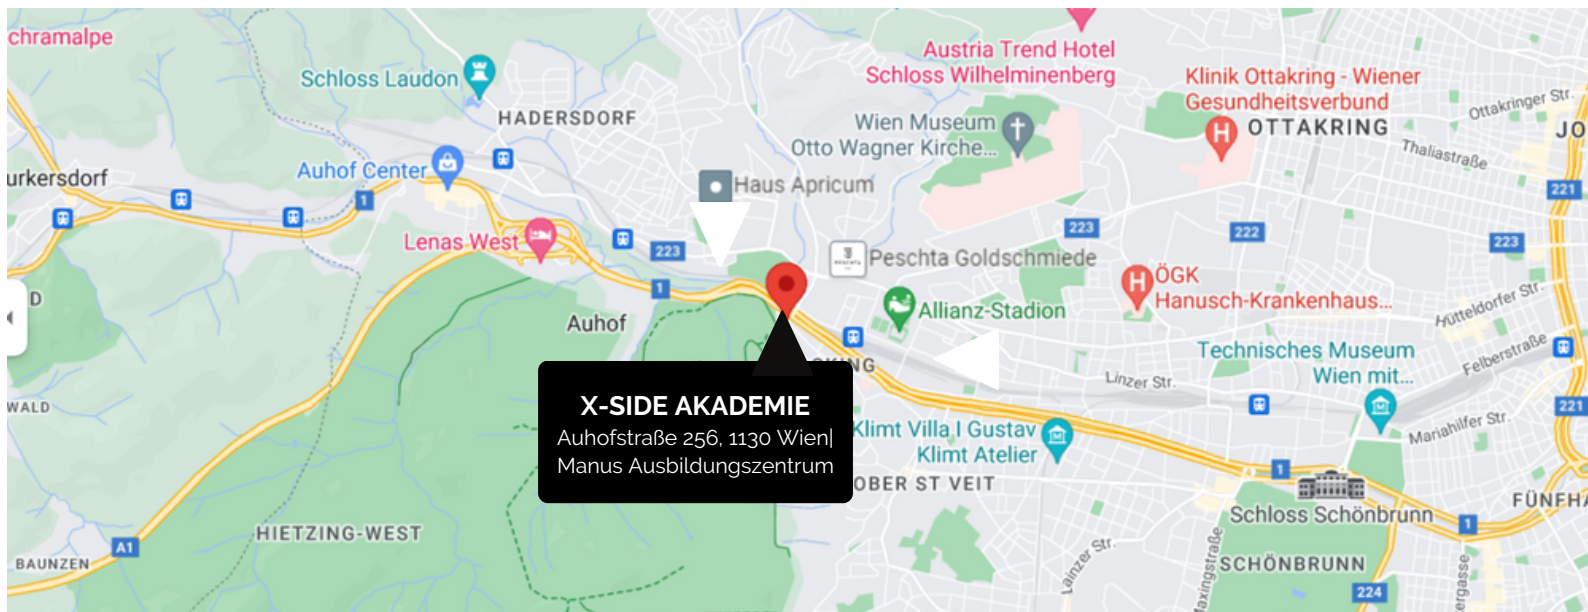 chramalpe
Schloss Laudon
HADERSDORF
Austria Trend Hotel
Schloss Wilhelminenberg
Klinik Ottakring - Wiener
Gesundheitsverbund
OTTAKRING
Ottakringer Str.
JO
Thaliastraße
Wien Museum
Otto Wagner Kirche...
Auhof Center
urkersdorf
1
Haus Apricum
221
Lenas West
223
223
222
223
PESCHTA
Peschta Goldschmiede
1
ÖGK
Hanusch-Krankenhaus...
D
Auhof
Allianz-Stadion
Hütteldorfer Str.
Felberstraße
Technisches Museum
Wien mit...
KING
Linzer Str.
WALD
221
Mariahilfer Str.
X-SIDE AKADEMIE
Auhofstraße 256, 1130 Wien|
Manus Ausbildungszentrum
Klimt Villa | Gustav
Klimt Atelier
OBER ST VEIT
1
FÜNFHA
Schloss Schönbrunn
1
HIETZING-WEST
A1
BAUNZEN
Lainzer Str.
axingstraße
SCHÖNBRUNN
ergasse
224